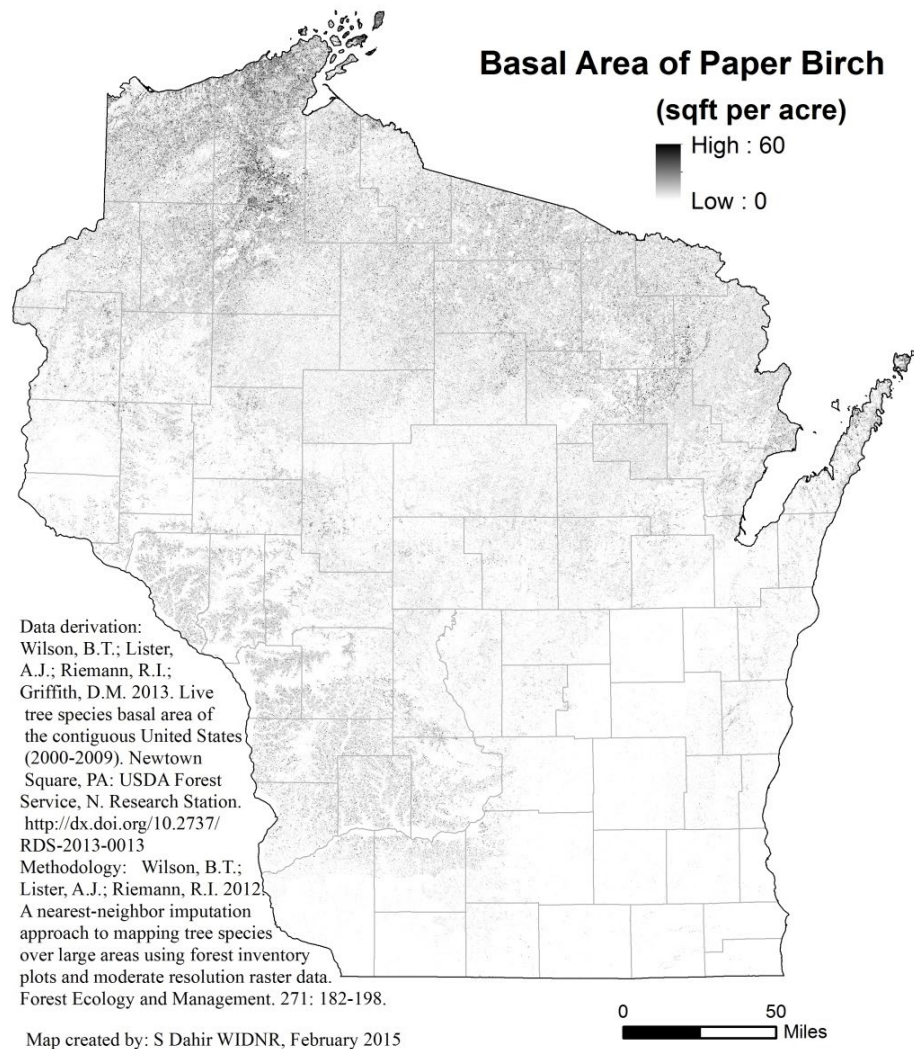 Basal Area of Paper Birch
(sqft per acre)
High : 60
Low : 0
Data derivation:
Wilson, B.T.; Lister,
A.J.; Riemann, R.I.;
Griffith, D.M. 2013. Live
tree species basal area of
the contiguous United States
(2000-2009). Newtown
Square, PA: USDA Forest
Service, N. Research Station.
http://dx.doi.org/10.2737/
RDS-2013-0013
Methodology: Wilson, B.T.;
Lister, A.J.; Riemann, R.I. 2012.
A nearest-neighbor imputation
approach to mapping tree species
over large areas using forest inventory
plots and moderate resolution raster data.
Forest Ecology and Management. 271: 182-198.
Map created by: S Dahir WIDNR, February 2015
0 50
Miles